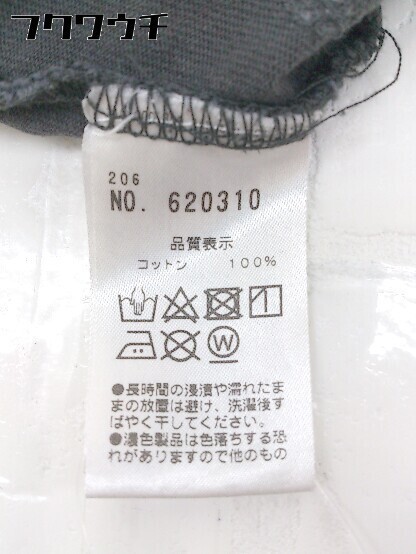 フクワウチ
206
NO. 620310
品質表示
コットン 100%
W
●長時間の浸漬や濡れたま
まの放置は避け、洗濯後す
ばやく干してください。
●濃色製品は色落ちする恐
れがありますので他のもの